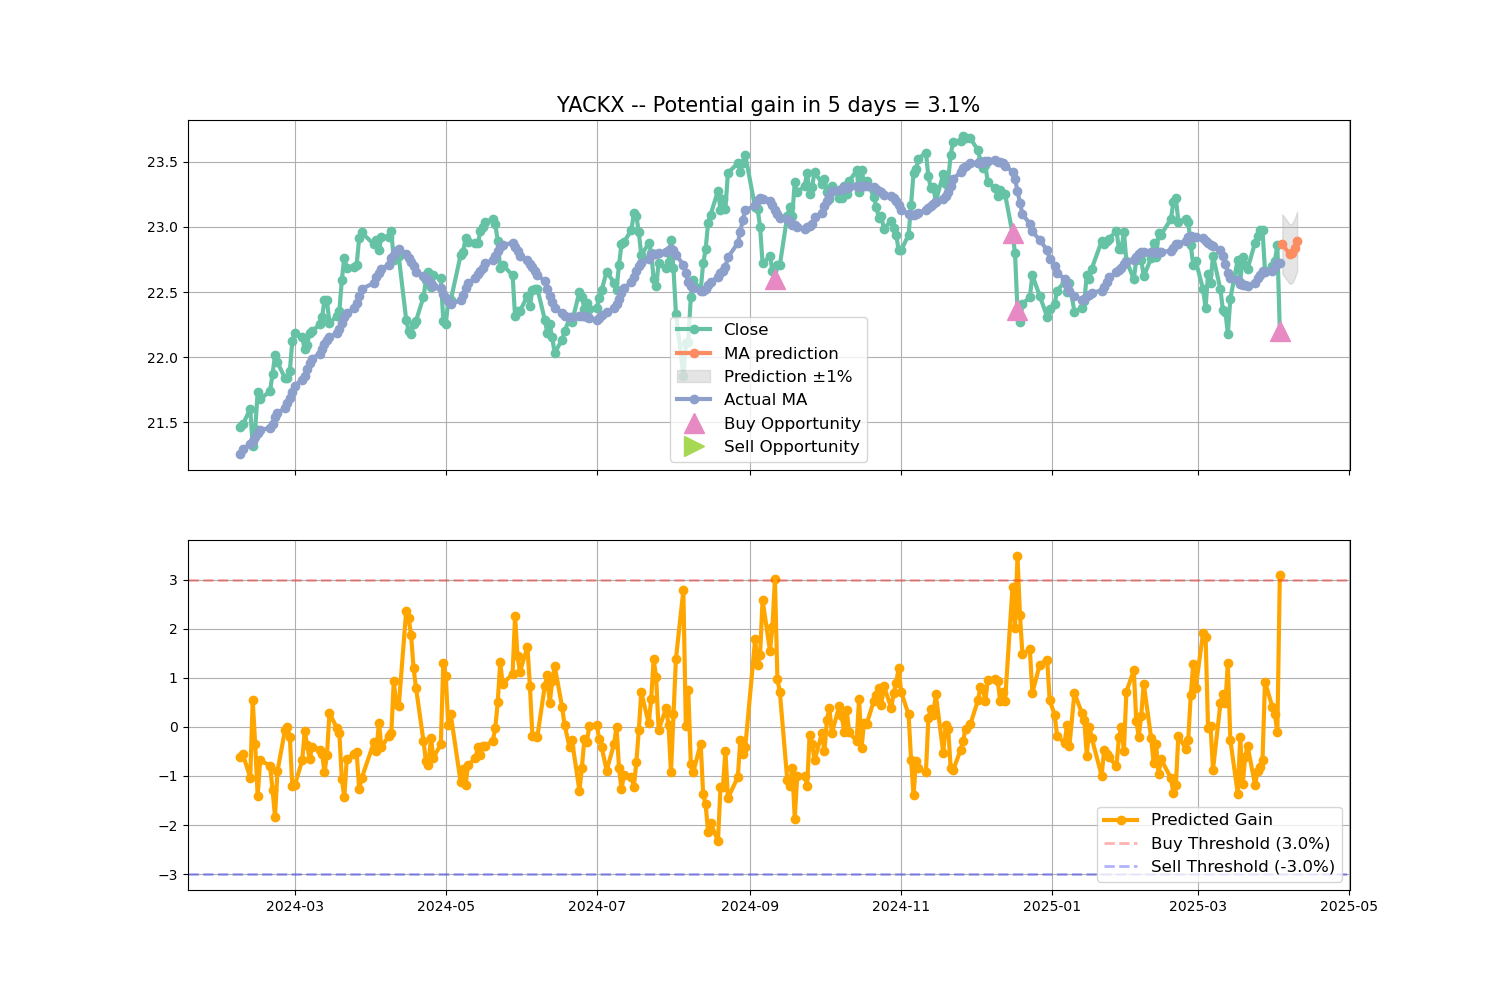 YACKX -- Potential gain in 5 days = 3.1%
23.5
23.0
22.5
22.0
21.5
Close
MA prediction
Prediction ±1%
Actual MA
Buy Opportunity
Sell Opportunity
3
2
1
0
−1
−2
−3
Predicted Gain
Buy Threshold (3.0%)
Sell Threshold (-3.0%)
2024-03 2024-05 2024-07 2024-09 2024-11 2025-01 2025-03 2025-05